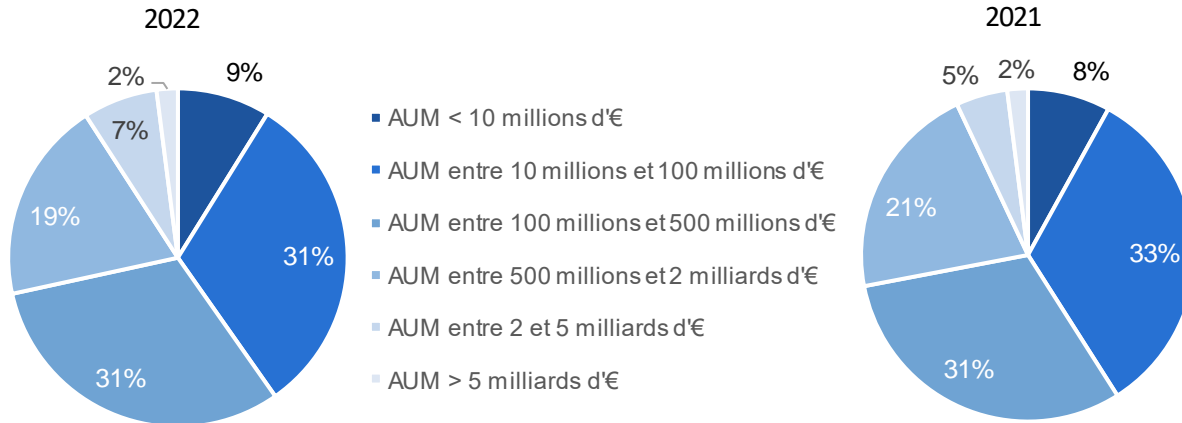 2022
2%
9%
7%
19%
31%
31%
AUM < 10 millions d'€
AUM entre 10 millions et 100 millions d'€
AUM entre 100 millions et 500 millions d'€
AUM entre 500 millions et 2 milliards d'€
AUM entre 2 et 5 milliards d'€
AUM > 5 milliards d'€
2021
5%
2%
8%
21%
33%
31%